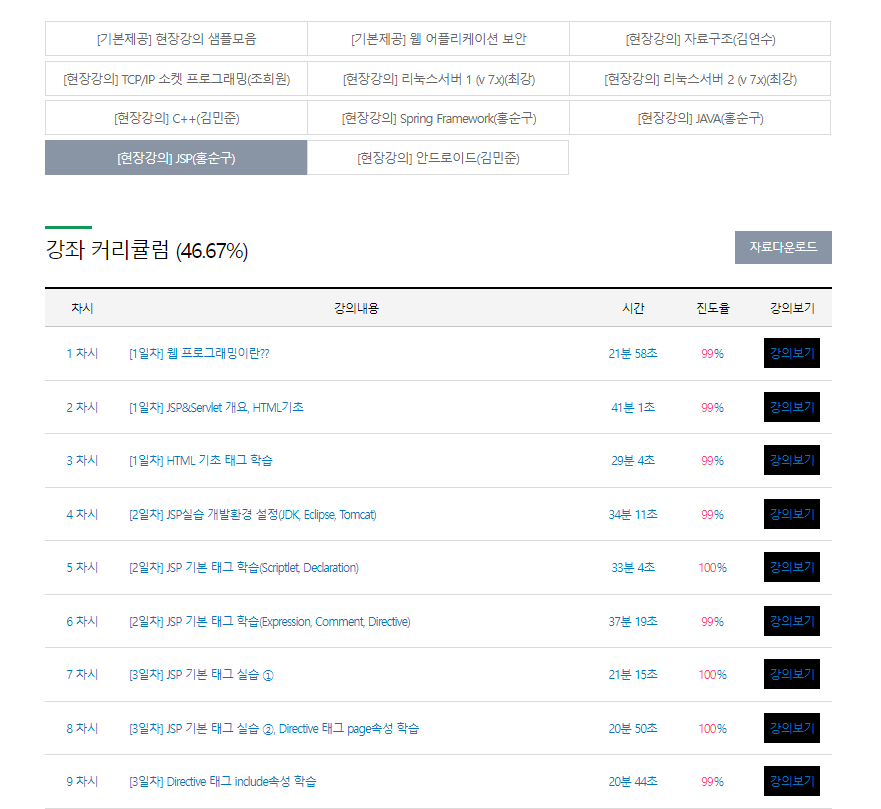 [기본제공] 현장강의 샘플모음 [기본제공] 웹 어플리케이션 보안 [현장강의] 자료구조(김연수)
[현장강의] TCP/IP 소켓 프로그래밍(조희원) [현장강의] 리눅스서버 1 (v 7.x)(최강) [현장강의] 리눅스서버 2 (v 7.x)(최강)
[현장강의] C++(김민준) [현장강의] Spring Framework(홍순구) [현장강의] JAVA(홍순구)
[현장강의] JSP(홍순구) [현장강의] 안드로이드(김민준)
강좌 커리큘럼 (46.67%) 자료다운로드
차시 강의내용 시간 진도율 강의보기
1 차시 [1일차] 웹 프로그래밍이란?? 21분 58초 99% 강의보기
2 차시 [1일차] JSP&Servlet 개요, HTML기초 41분 1초 99% 강의보기
3 차시 [1일차] HTML 기초 태그 학습 29분 4초 99% 강의보기
4 차시 [2일차] JSP실습 개발환경 설정(JDK, Eclipse, Tomcat) 34분 11초 99% 강의보기
5 차시 [2일차] JSP 기본 태그 학습(Scriptlet, Declaration) 33분 4초 100% 강의보기
6 차시 [2일차] JSP 기본 태그 학습(Expression, Comment, Directive) 37분 19초 99% 강의보기
7 차시 [3일차] JSP 기본 태그 실습 ① 21분 15초 100% 강의보기
8 차시 [3일차] JSP 기본 태그 실습 ②, Directive 태그 page속성 학습 20분 50초 100% 강의보기
9 차시 [3일차] Directive 태그 include속성 학습 20분 44초 99% 강의보기